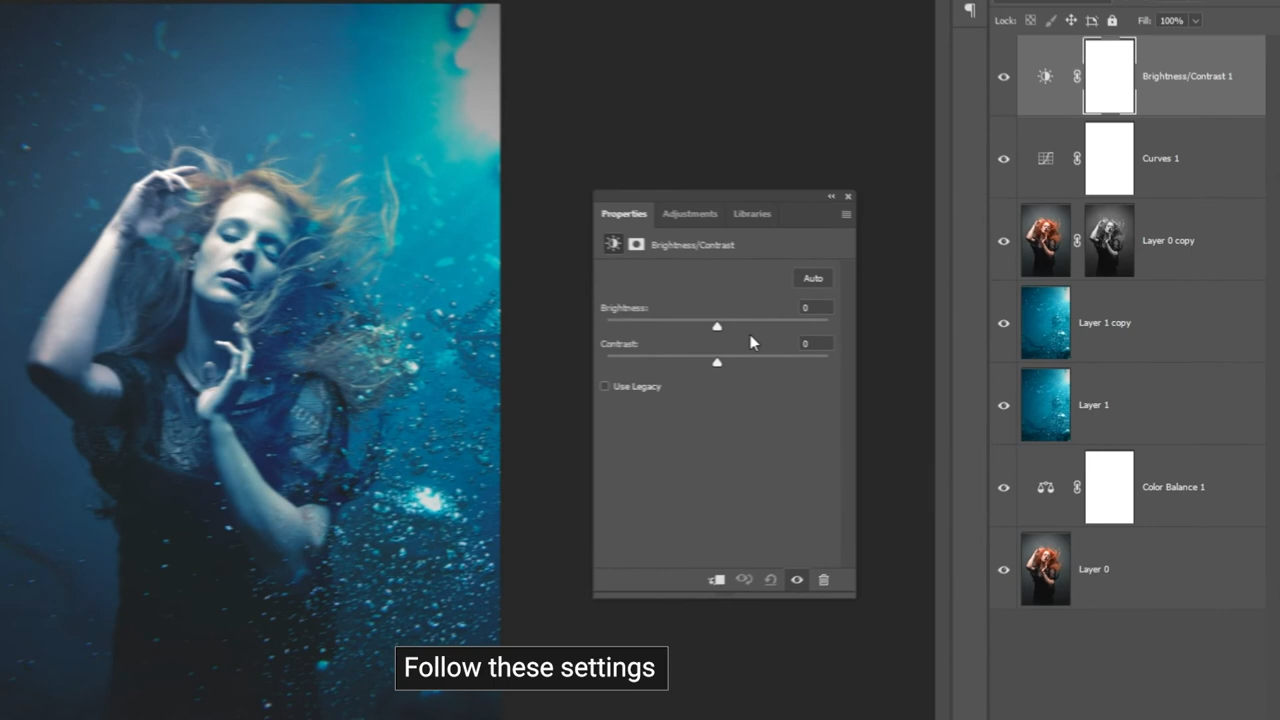 Lock:
Fill: 100%
Brightness/Contrast 1
Curves 1
Layer 0 copy
Layer 1 copy
Layer 1
Color Balance 1
Layer 0
Properties Adjustments Libraries
Brightness/Contrast
Auto
Brightness: 0
Contrast: 0
Use Legacy
Follow these settings